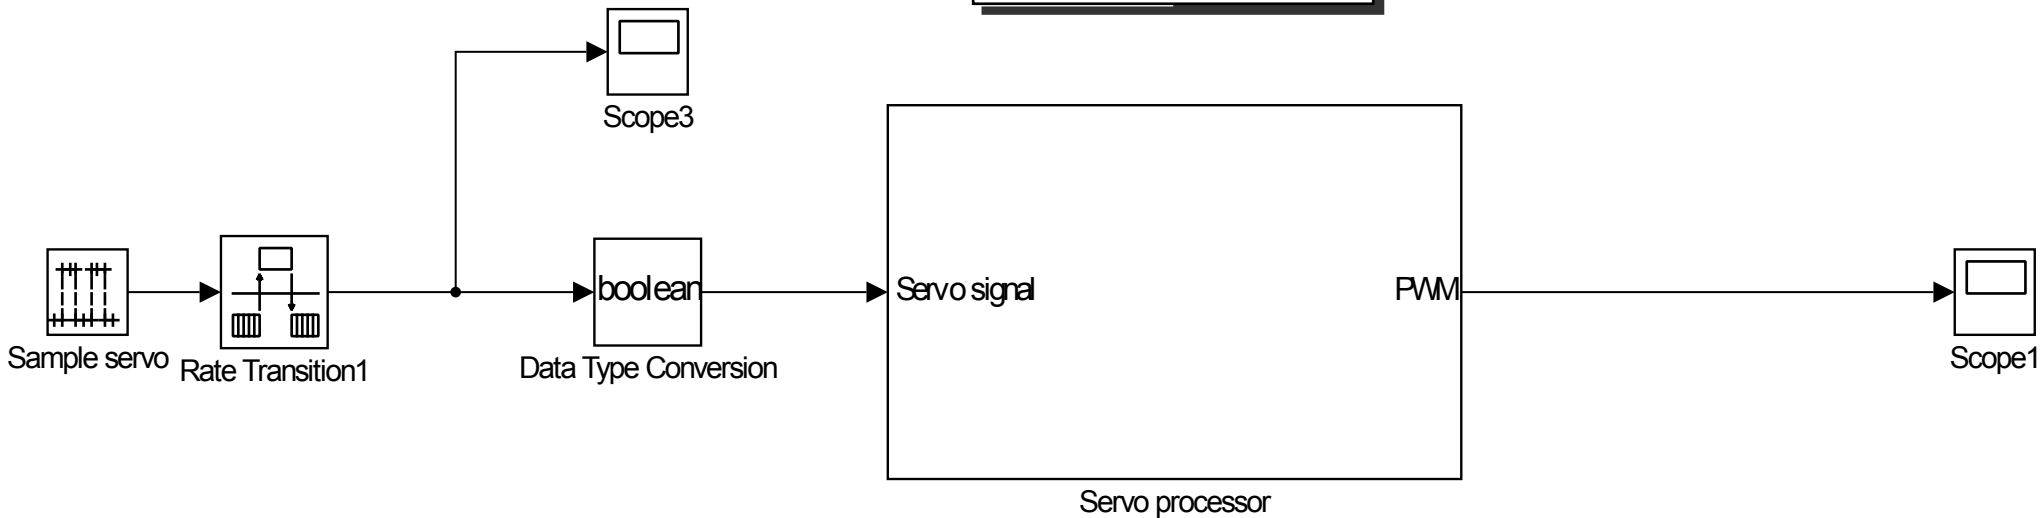 Scope3
boolean
Servo signal
PWM
Sample servo
Rate Transition1
Data Type Conversion
Scope1
Servo processor